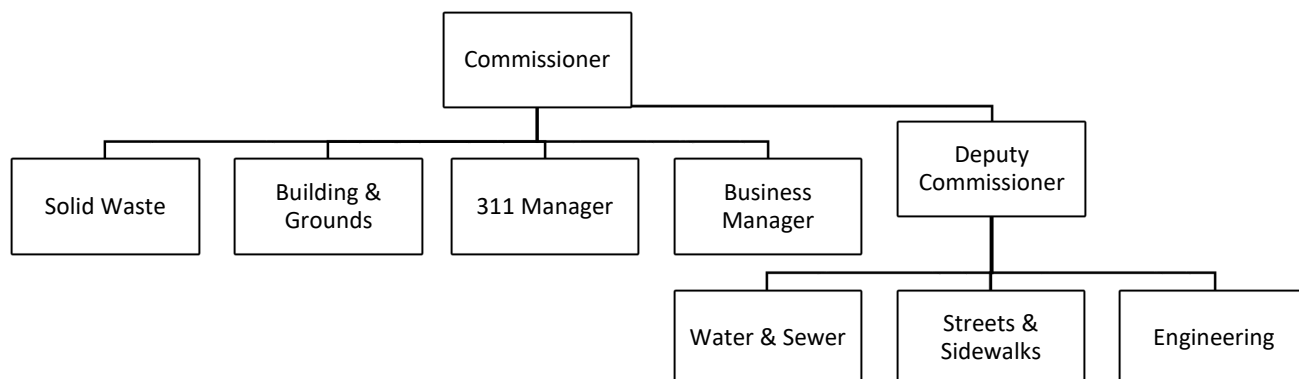 Commissioner
Deputy
Commissioner
Solid Waste
Building &
Grounds
311 Manager
Business
Manager
Water & Sewer
Streets &
Sidewalks
Engineering